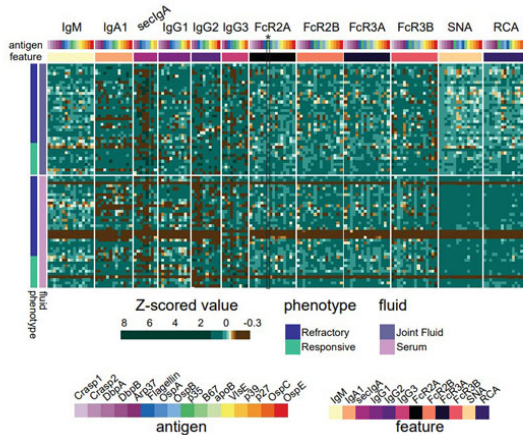 IgM IgA1 secIgA IgG1 IgG2 IgG3 FcR2A FcR2B FcR3A FcR3B SNA RCA
antigen *
feature
phenotype fluid
Z-scored value phenotype fluid
8 6 4 2 1 0 -0.3
Refractory Joint Fluid
Responsive Serum
Crasp1 Crasp2 DbpA DbpB Arp37 Flagellin OspA OspB p35 B67 apoB VlsE p39 p27 OspC OspE
IgM IgA1 secIgA IgG1 IgG2 IgG3 FcR2A FcR2B FcR3A FcR3B SNA RCA
antigen feature